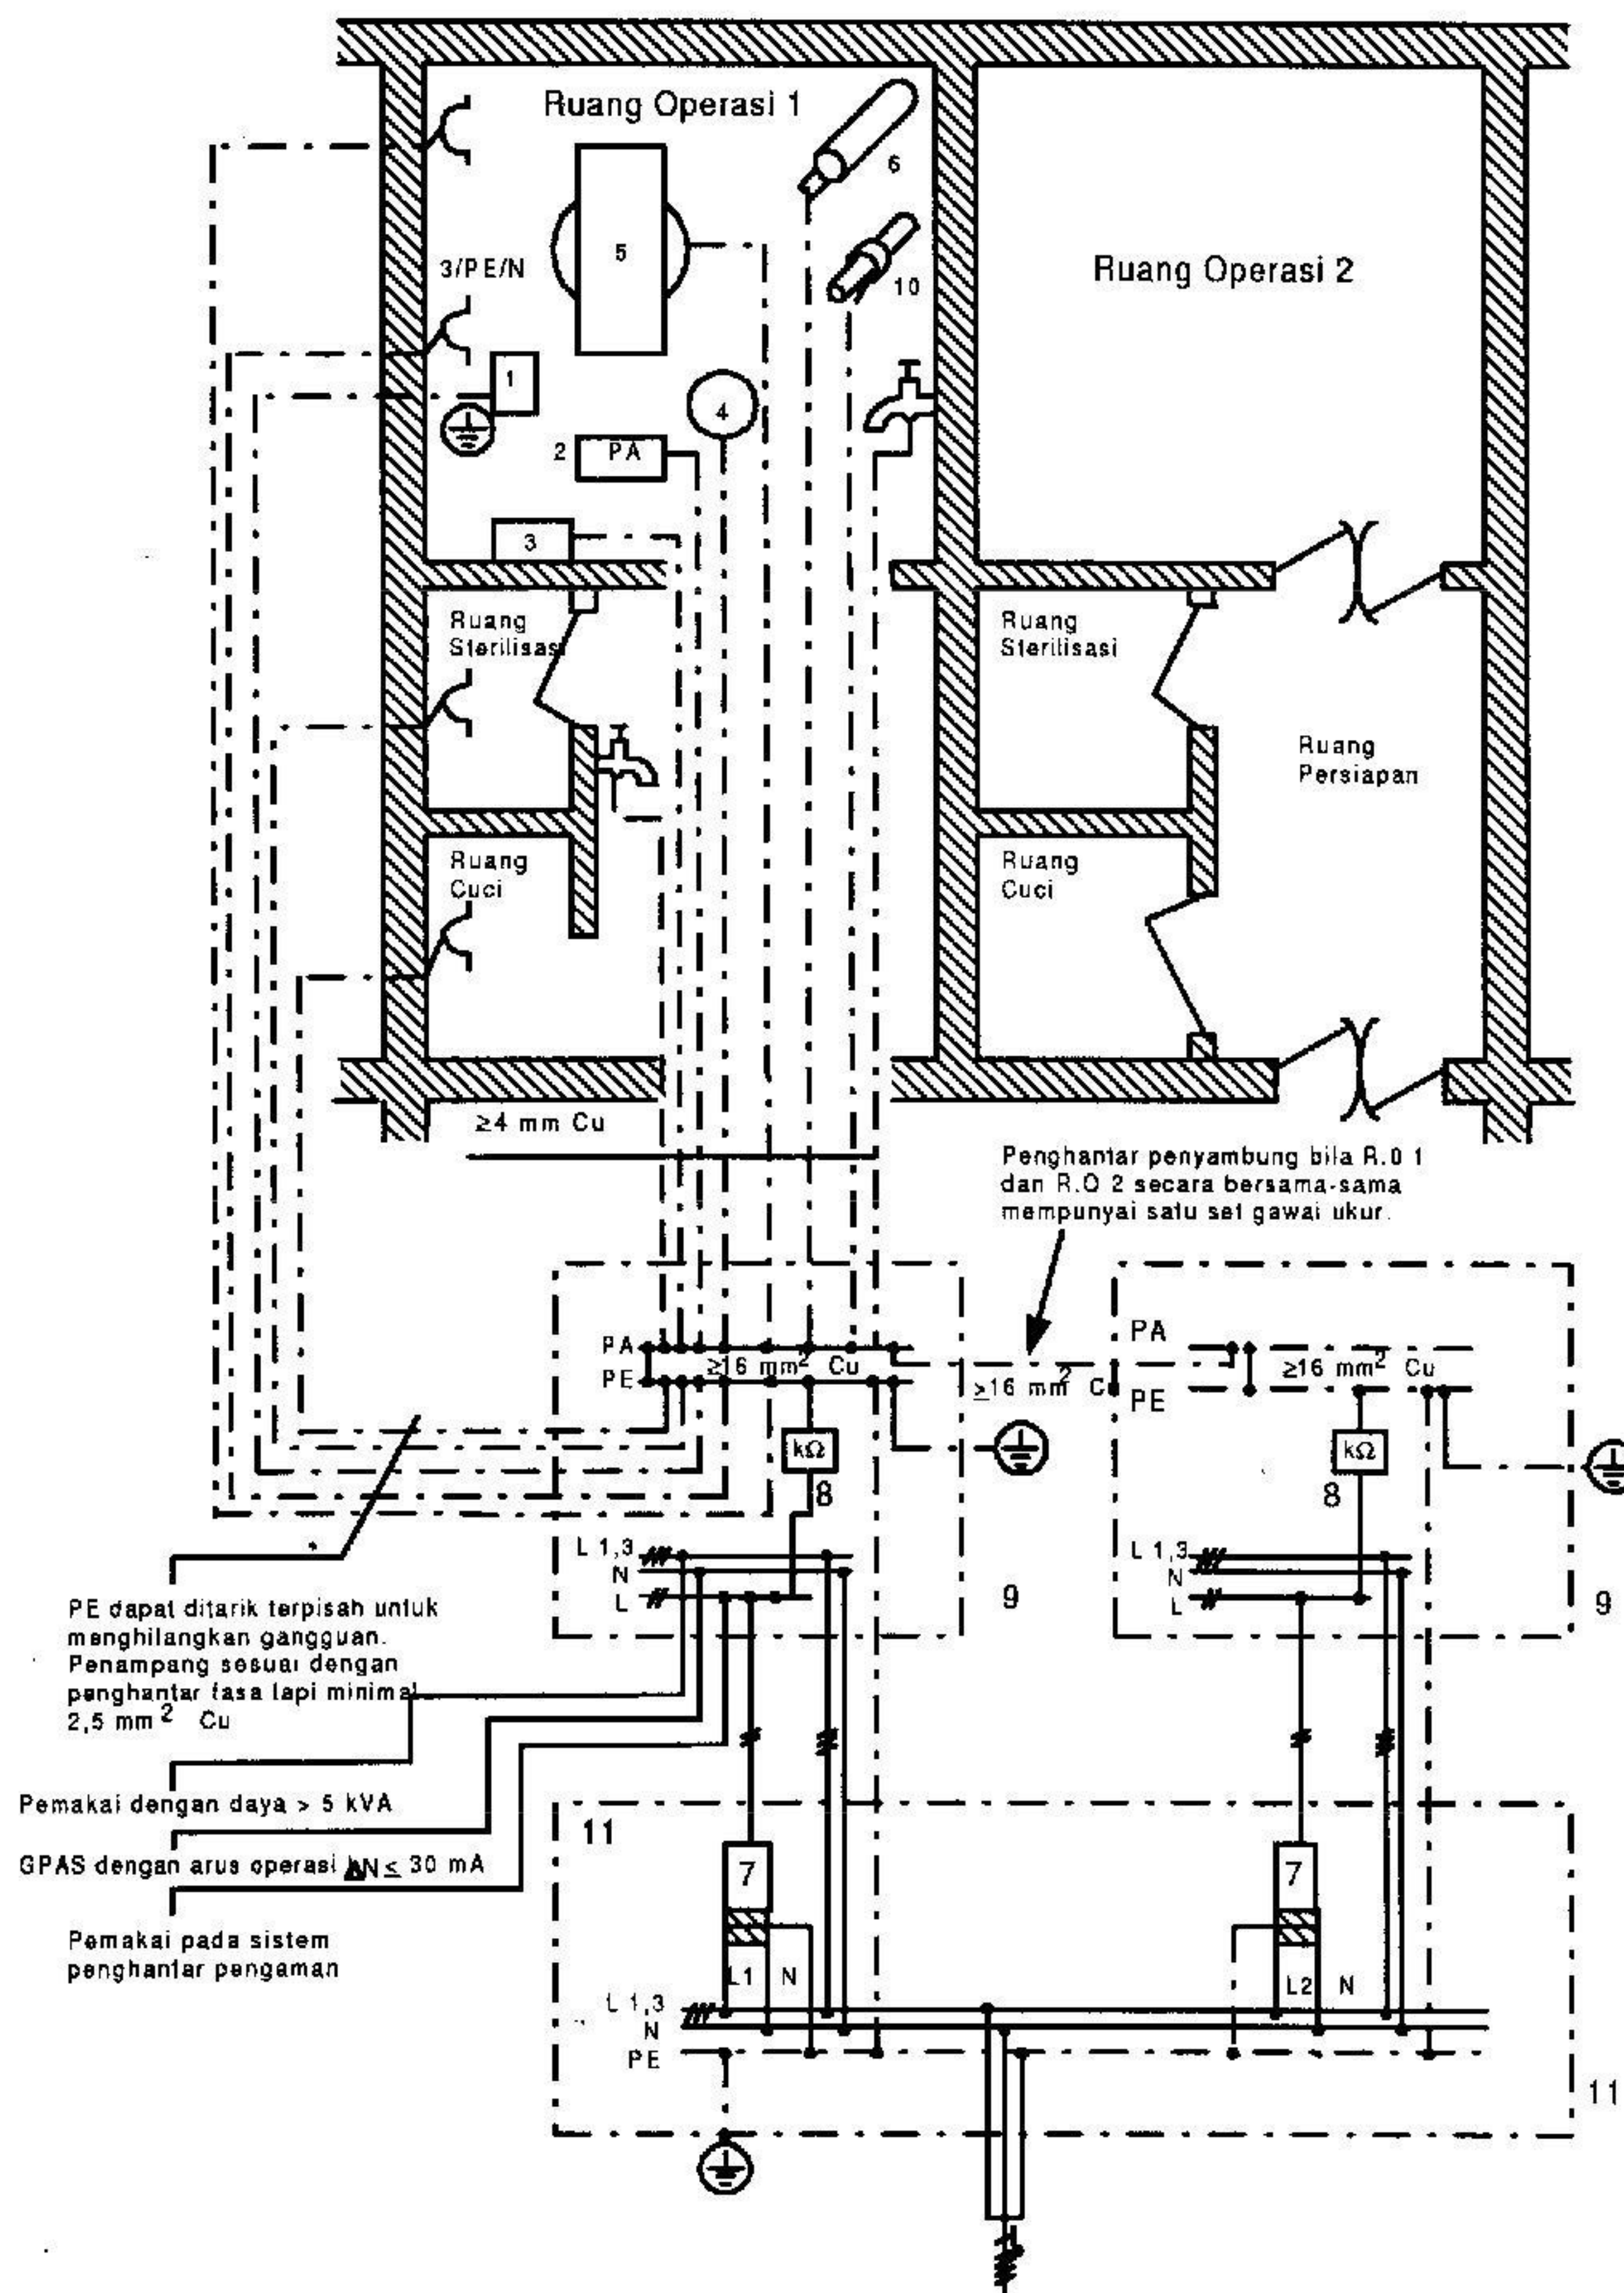 Ruang Operasi 1
6
5
10
3/PE/N
Ruang Operasi 2
1
4
2
PA
3
Ruang
Sterilisasi
Ruang
Sterilisasi
Ruang
Persiapan
Ruang
Cuci
Ruang
Cuci
≥4 mm Cu
Penghantar penyambung bila R.O 1
dan R.O 2 secara bersama-sama
mempunyai satu set gawai ukur.
PA
≥16 mm² Cu
PE
≥16 mm² Cu
PA
≥16 mm² Cu
PE
kΩ
8
kΩ
8
L 1,3
N
L
9
L 1,3
N
L
9
PE dapat ditarik terpisah untuk
menghilangkan gangguan.
Penampang sesuai dengan
penghantar fasa tapi minimal
2,5 mm² Cu
Pemakai dengan daya > 5 kVA
GPAS dengan arus operasi I∆N ≤ 30 mA
Pemakai pada sistem
penghantar pengaman
11
7
7
L1 N
L2 N
L 1,3
N
PE
11